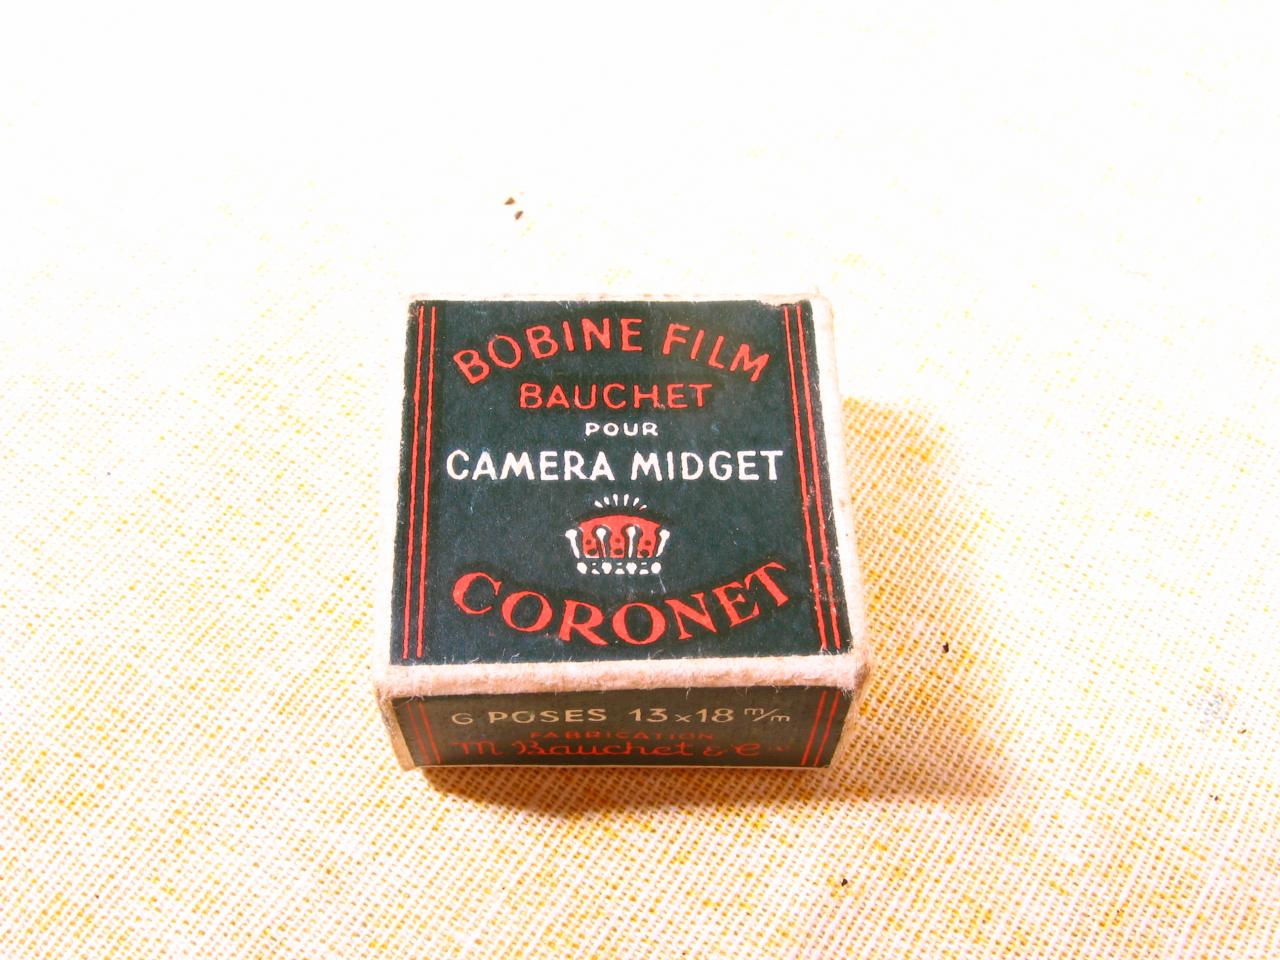 BOBINE FILM
BAUCHET
POUR
CAMERA MIDGET
CORONET
6 POSES 13x18 m/m
FABRICATION
M. Bauchet & Cie